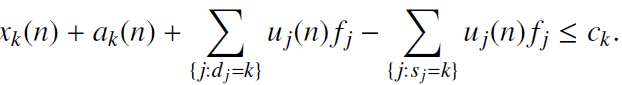 x_k(n) + a_k(n) + ∑_{{j:d_j=k}} u_j(n) f_j − ∑_{{j:s_j=k}} u_j(n) f_j ≤ c_k.